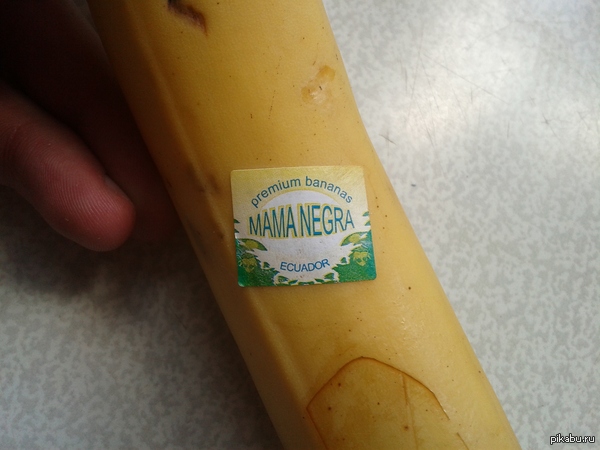 premium bananas
MAMA NEGRA
ECUADOR
pikabu.ru